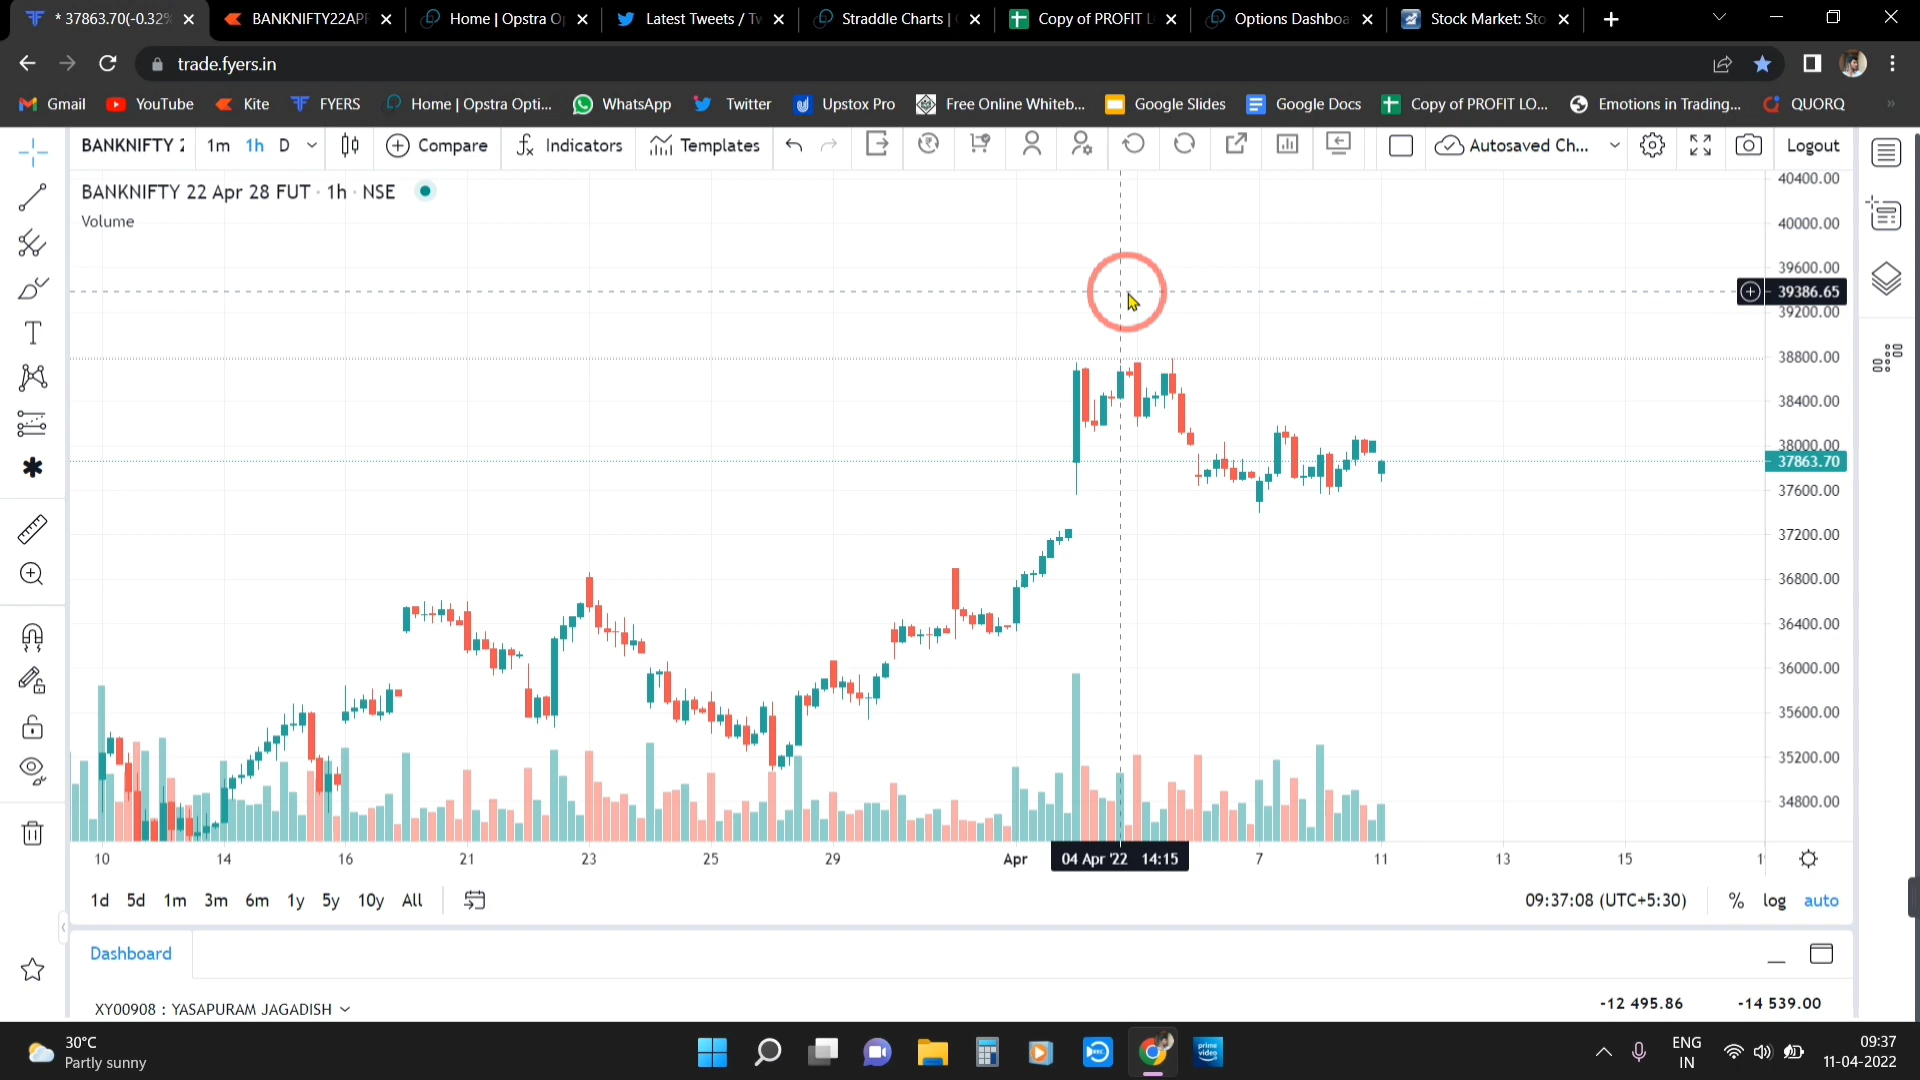 * 37863.70(-0.32%
BANKNIFTY22APR
Home | Opstra O
Latest Tweets / Tw
Straddle Charts |
Copy of PROFIT L
Options Dashboa
Stock Market: Sto
trade.fyers.in
Gmail
YouTube
Kite
FYERS
Home | Opstra Opti...
WhatsApp
Twitter
Upstox Pro
Free Online Whiteb...
Google Slides
Google Docs
Copy of PROFIT LO...
Emotions in Trading...
QUORQ
BANKNIFTY 2
1m
1h
D
Compare
Indicators
Templates
Autosaved Ch...
Logout
BANKNIFTY 22 Apr 28 FUT · 1h · NSE
Volume
40400.00
40000.00
39600.00
39386.65
39200.00
38800.00
38400.00
38000.00
37863.70
37600.00
37200.00
36800.00
36400.00
36000.00
35600.00
35200.00
34800.00
10
14
16
21
23
25
29
Apr
04 Apr '22 14:15
7
11
13
15
1d
5d
1m
3m
6m
1y
5y
10y
All
09:37:08 (UTC+5:30)
%
log
auto
Dashboard
XY00908 : YASAPURAM JAGADISH
-12 495.86
-14 539.00
30°C
Partly sunny
REC
prime
video
ENG
IN
09:37
11-04-2022